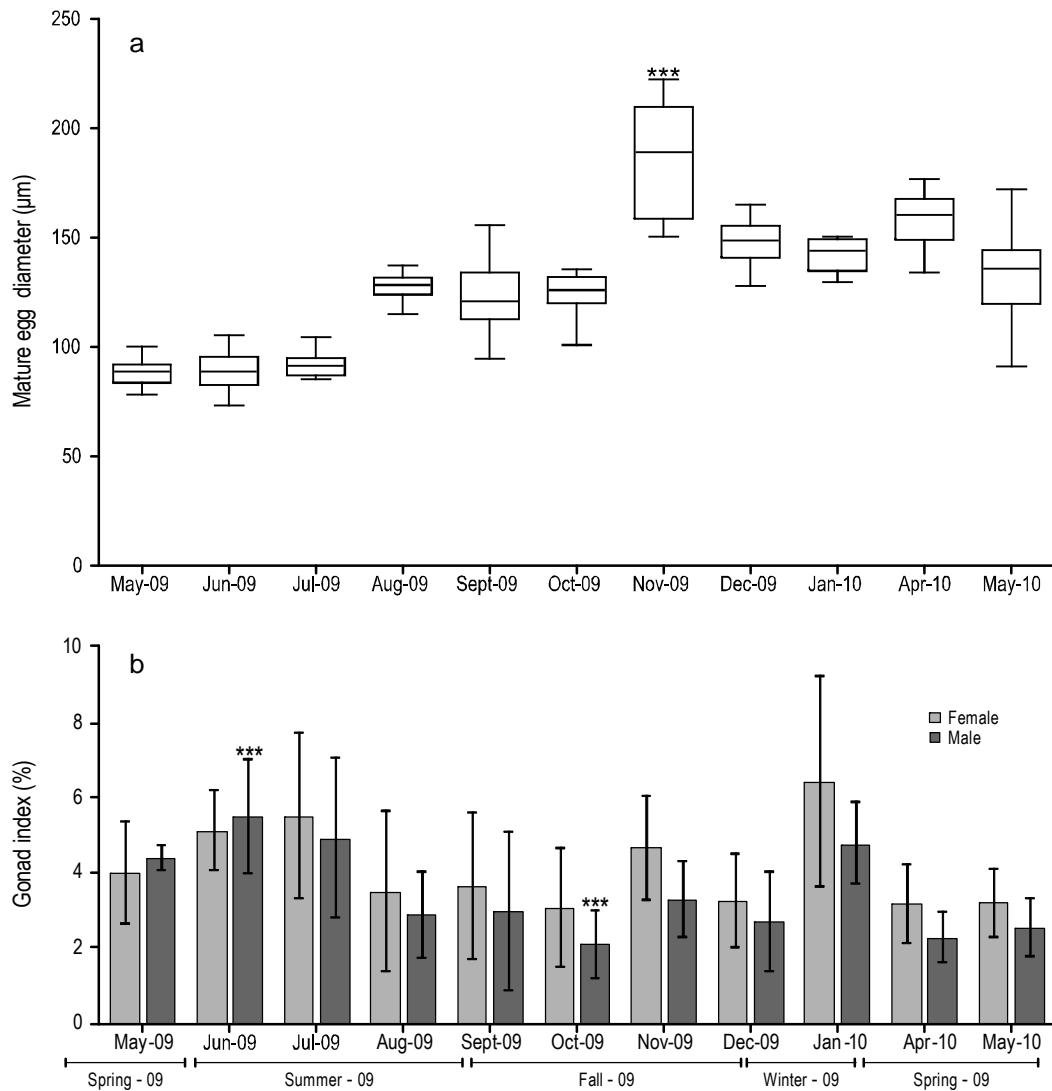 a
***
250
200
150
100
50
0
Mature egg diameter (µm)
May-09 Jun-09 Jul-09 Aug-09 Sept-09 Oct-09 Nov-09 Dec-09 Jan-10 Apr-10 May-10
b
Female
Male
***
***
10
8
6
4
2
0
Gonad index (%)
May-09 Jun-09 Jul-09 Aug-09 Sept-09 Oct-09 Nov-09 Dec-09 Jan-10 Apr-10 May-10
Spring - 09 Summer - 09 Fall - 09 Winter - 09 Spring - 09